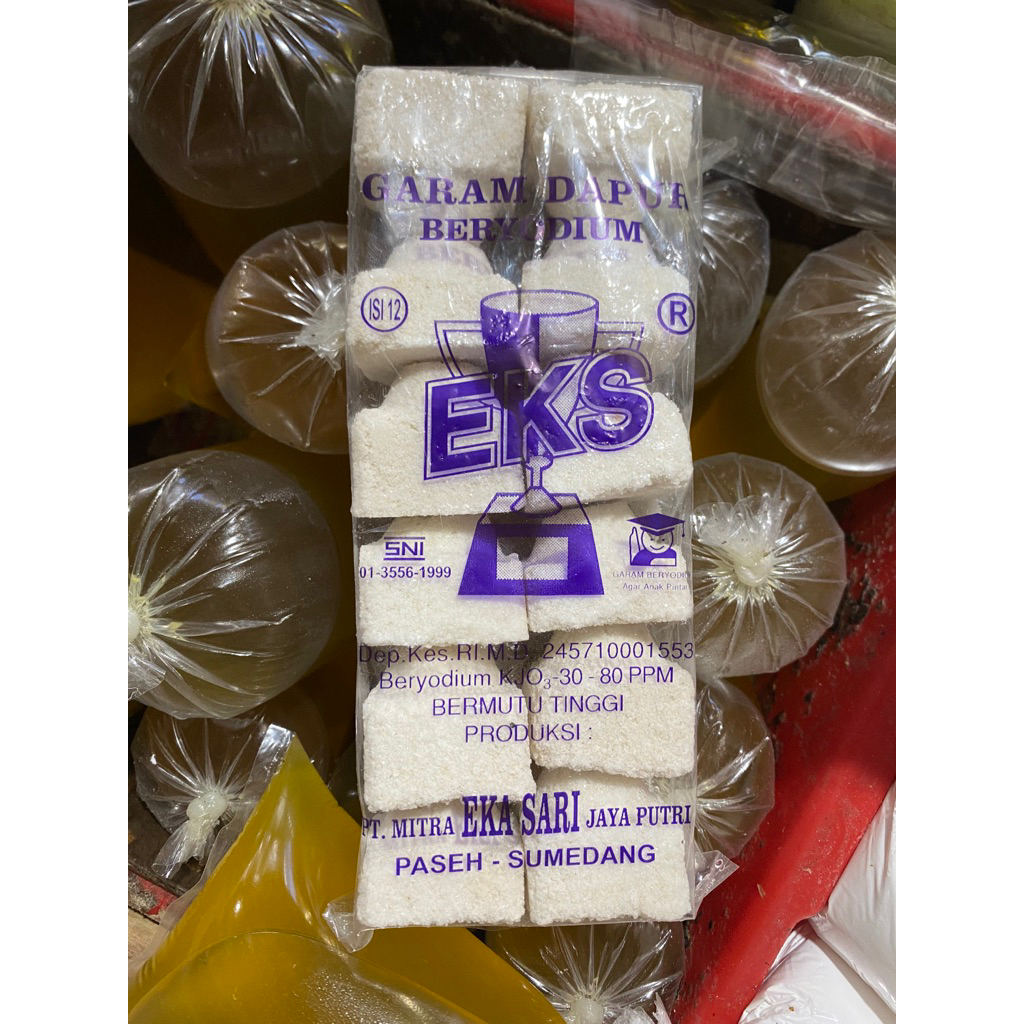 GARAM DAPUR
BERYODIUM
ISI 12
®
EKS
SNI
01-3556-1999
GARAM BERYODIUM
Agar Anak Pintar
Dep.Kes.RI.M.D. 245710001553
Beryodium KJO₃-30 - 80 PPM
BERMUTU TINGGI
PRODUKSI :
PT. MITRA EKA SARI JAYA PUTRI
PASEH - SUMEDANG